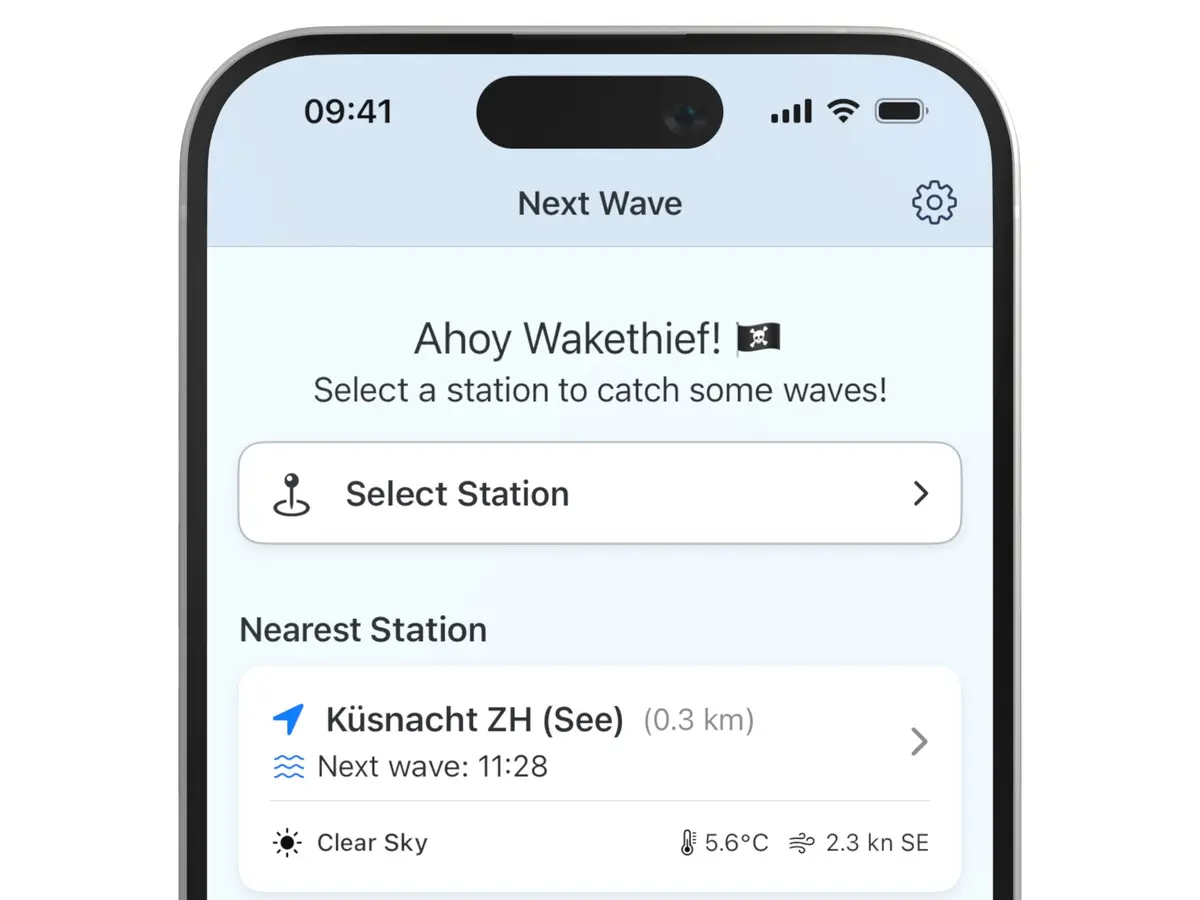 09:41
Next Wave
Ahoy Wakethief! 🏴‍☠️
Select a station to catch some waves!
Select Station
Nearest Station
Küsnacht ZH (See) (0.3 km)
Next wave: 11:28
Clear Sky 5.6°C 2.3 kn SE